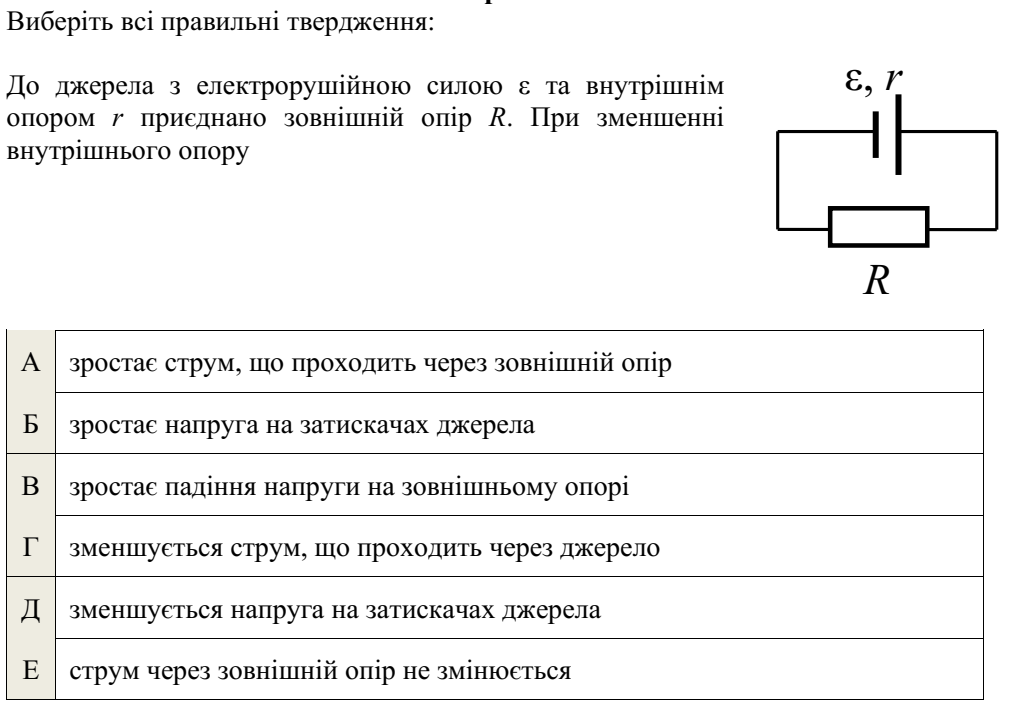 Виберіть всі правильні твердження:
До джерела з електрорушійною силою ε та внутрішнім
опором r приєднано зовнішній опір R. При зменшенні
внутрішнього опору
ε, r
R
А зростає струм, що проходить через зовнішній опір
Б зростає напруга на затискачах джерела
В зростає падіння напруги на зовнішньому опорі
Г зменшується струм, що проходить через джерело
Д зменшується напруга на затискачах джерела
Е струм через зовнішній опір не змінюється